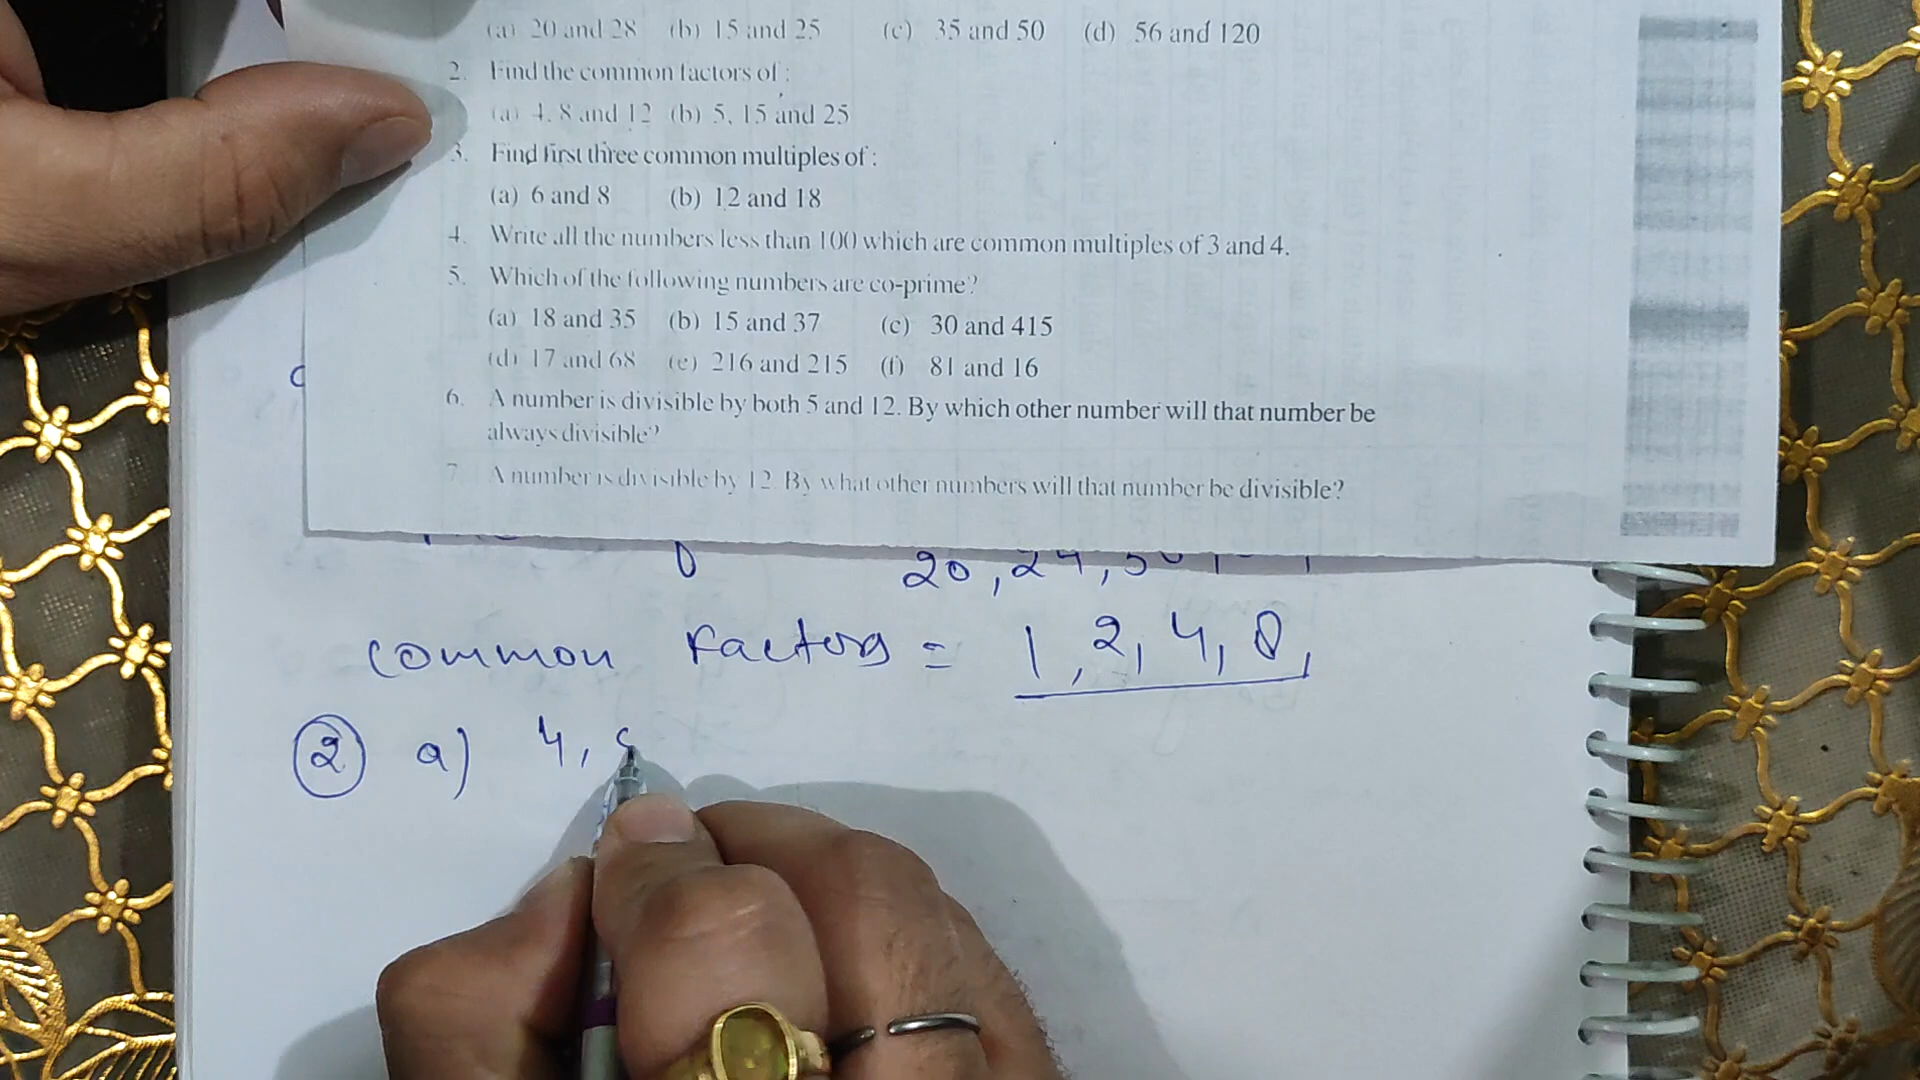 (a) 20 and 28 (b) 15 and 25 (c) 35 and 50 (d) 56 and 120
2. Find the common factors of :
(a) 4, 8 and 12 (b) 5, 15 and 25
3. Find first three common multiples of :
(a) 6 and 8 (b) 12 and 18
4. Write all the numbers less than 100 which are common multiples of 3 and 4.
5. Which of the following numbers are co-prime?
(a) 18 and 35 (b) 15 and 37 (c) 30 and 415
(d) 17 and 68 (e) 216 and 215 (f) 81 and 16
6. A number is divisible by both 5 and 12. By which other number will that number be
always divisible?
7. A number is divisible by 12. By what other numbers will that number be divisible?
20, 24,
common Factors = 1, 2, 4, 8,
2 a) 4,